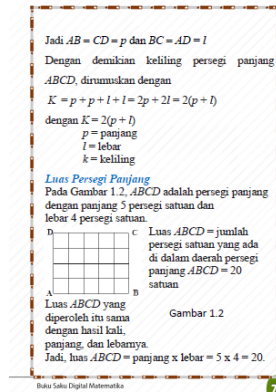 Jadi AB = CD = p dan BC = AD = l
Dengan demikian keliling persegi panjang
ABCD, dirumuskan dengan
K = p + p + l + l = 2p + 2l = 2(p + l)
dengan K = 2(p + l)
p = panjang
l = lebar
k = keliling
Luas Persegi Panjang
Pada Gambar 1.2, ABCD adalah persegi panjang
dengan panjang 5 persegi satuan dan
lebar 4 persegi satuan.
D
C
A
B
Luas ABCD = jumlah
persegi satuan yang ada
di dalam daerah persegi
panjang ABCD = 20
satuan
Luas ABCD yang
diperoleh itu sama
dengan hasil kali,
panjang, dan lebarnya.
Gambar 1.2
Jadi, luas ABCD = panjang x lebar = 5 x 4 = 20.
Buku Saku Digital Matematika